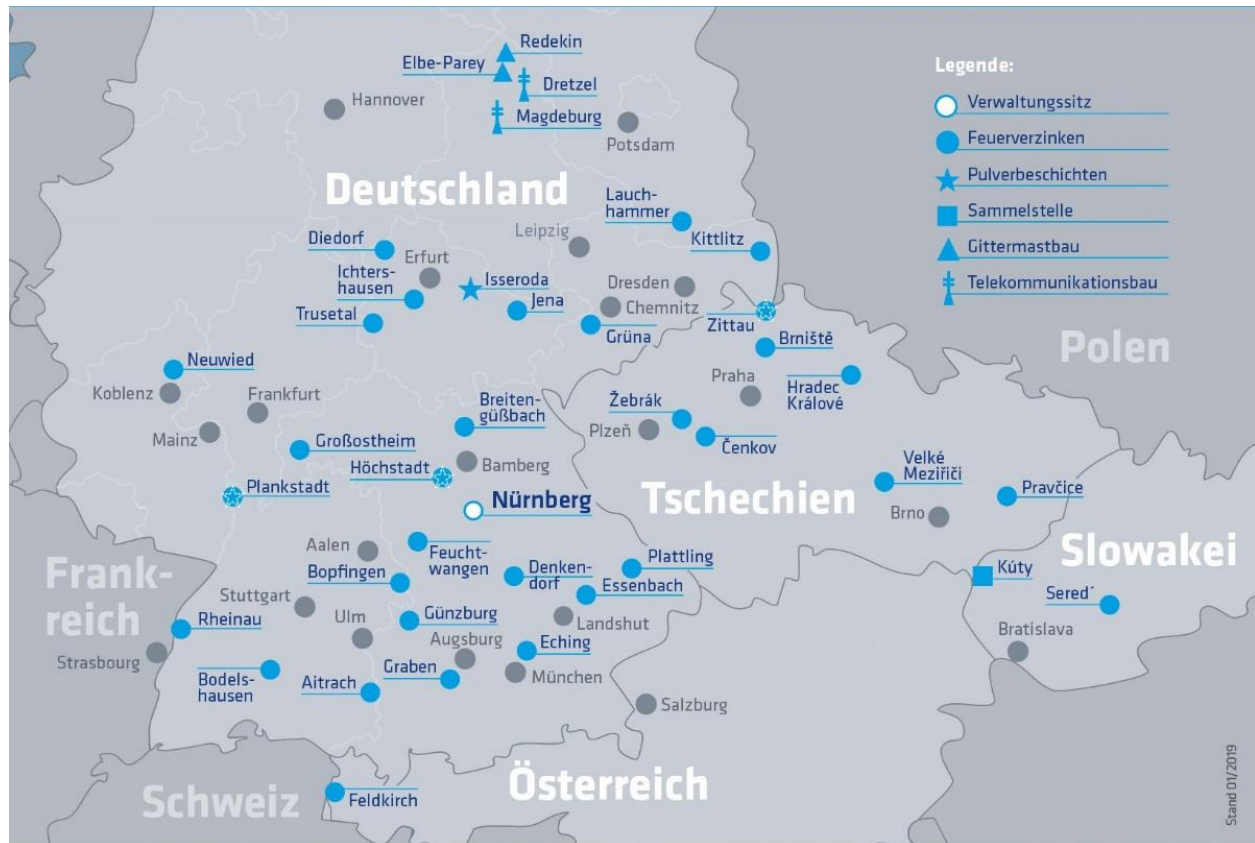 Redekin
Elbe-Parey
Dretzel
Hannover
Magdeburg
Potsdam
Legende:
Verwaltungssitz
Feuerverzinken
Pulverbeschichten
Sammelstelle
Gittermastbau
Telekommunikationsbau
Deutschland
Lauch-
hammer
Leipzig
Kittlitz
Diedorf
Erfurt
Ichters-
hausen
Isseroda
Jena
Dresden
Chemnitz
Trusetal
Grüna
Zittau
Brniště
Polen
Neuwied
Koblenz
Frankfurt
Mainz
Praha
Hradec
Králové
Breiten-
güßbach
Žebrák
Plzeň
Čenkov
Großostheim
Höchstadt
Bamberg
Plankstadt
Nürnberg
Tschechien
Velké
Meziřiči
Pravčice
Brno
Slowakei
Frank-
reich
Aalen
Feucht-
wangen
Bopfingen
Denken-
dorf
Plattling
Essenbach
Kúty
Sered´
Stuttgart
Rheinau
Ulm
Günzburg
Augsburg
Landshut
Bratislava
Strasbourg
Bodels-
hausen
Aitrach
Graben
Eching
München
Salzburg
Schweiz
Feldkirch
Österreich
Stand 01/2019